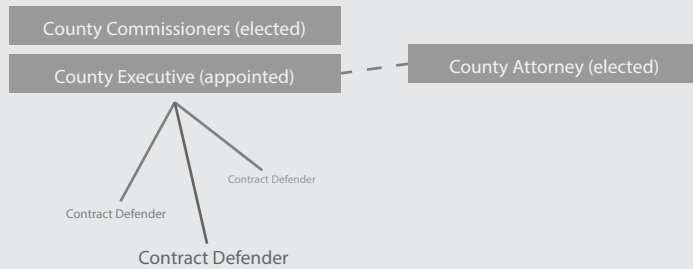 County Commissioners (elected)
County Executive (appointed)
County Attorney (elected)
Contract Defender
Contract Defender
Contract Defender